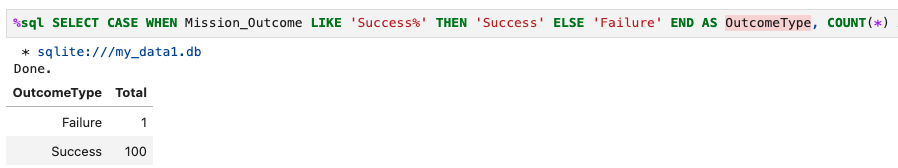 %sql SELECT CASE WHEN Mission_Outcome LIKE 'Success%' THEN 'Success' ELSE 'Failure' END AS OutcomeType, COUNT(*)
* sqlite:///my_data1.db
Done.
OutcomeType Total
Failure 1
Success 100